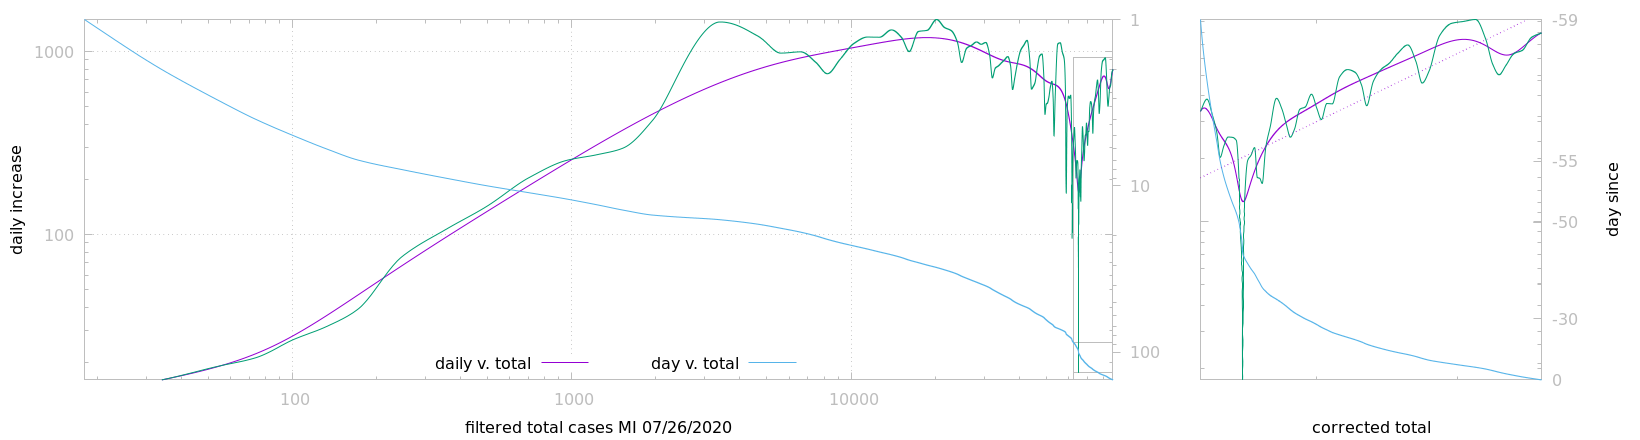 1000
100
daily increase
daily v. total
day v. total
100
1000
10000
filtered total cases MI 07/26/2020
1
10
100
-59
-55
-50
-30
0
day since
corrected total